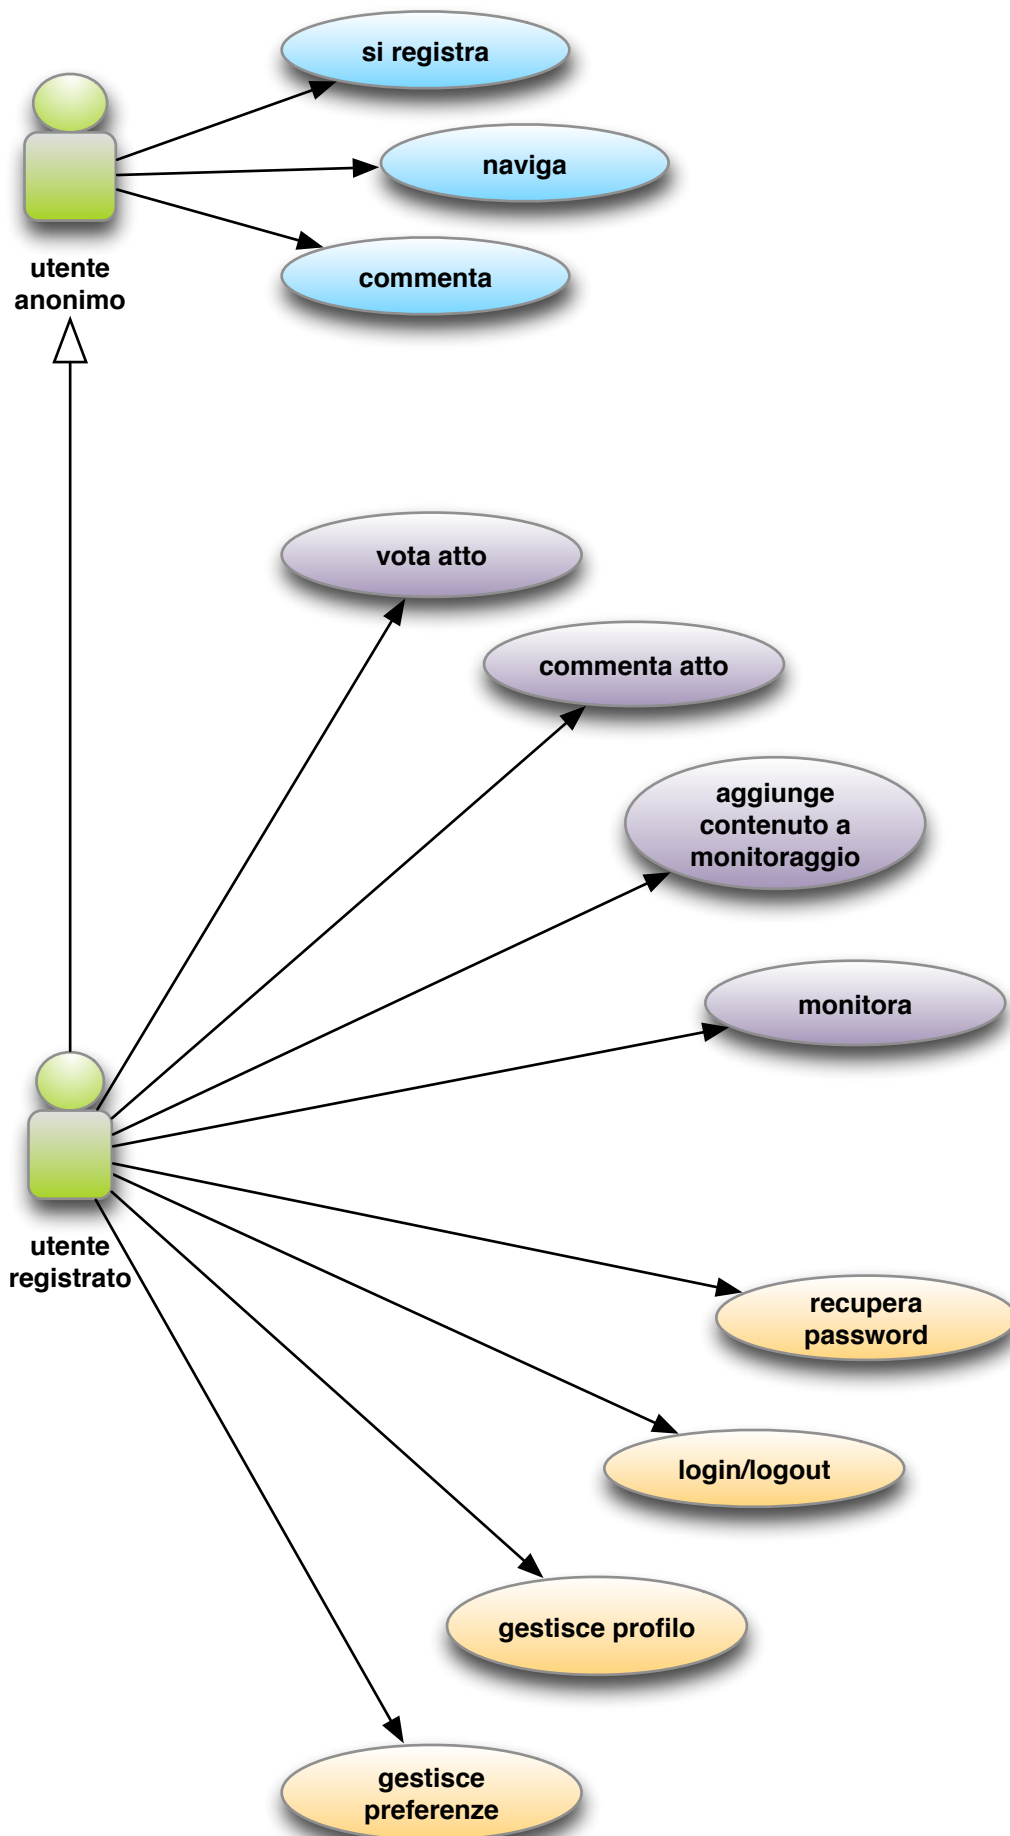 si registra
naviga
commenta
utente
anonimo
vota atto
commenta atto
aggiunge
contenuto a
monitoraggio
monitora
utente
registrato
recupera
password
login/logout
gestisce profilo
gestisce
preferenze